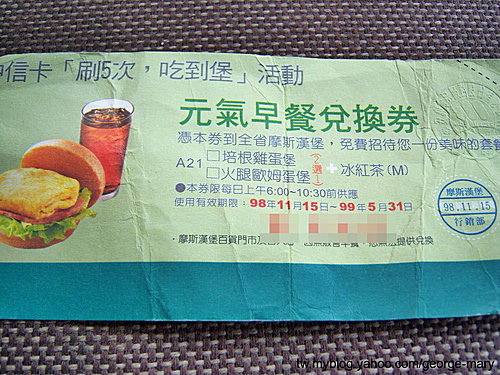 信卡「刷5次，吃到堡」活動
元氣早餐兌換券
憑本券到全省摩斯漢堡，免費招待您一份美味的套餐
A21 □培根雞蛋堡
□火腿歐姆蛋堡
2選1
+ 冰紅茶(M)
●本券限每日上午6:00~10:30前供應
使用有效期限：98年11月15日~99年5月31日
摩斯漢堡
98.11.15
行銷部
·摩斯漢堡百貨門市
提供兌換
tw.myblog.yahoo.com/george-mary